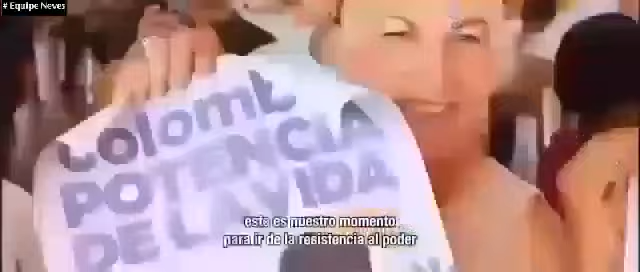 # Equipe Neves
Colomb
POTENCIA
DE LA VIDA
este es nuestro momento
para ir de la resistencia al poder